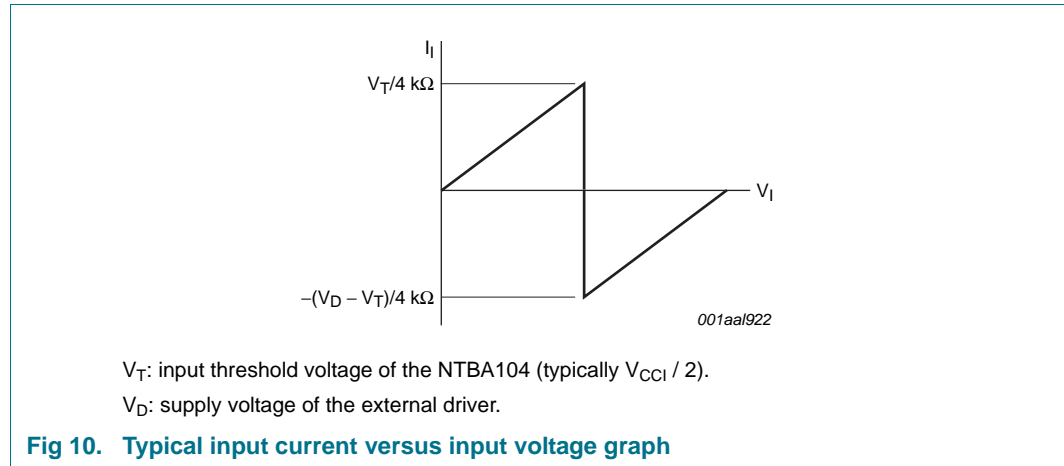 I_I
V_T/4 kΩ
V_I
−(V_D − V_T)/4 kΩ
001aal922
V_T: input threshold voltage of the NTBA104 (typically V_CCI / 2).
V_D: supply voltage of the external driver.
Fig 10. Typical input current versus input voltage graph